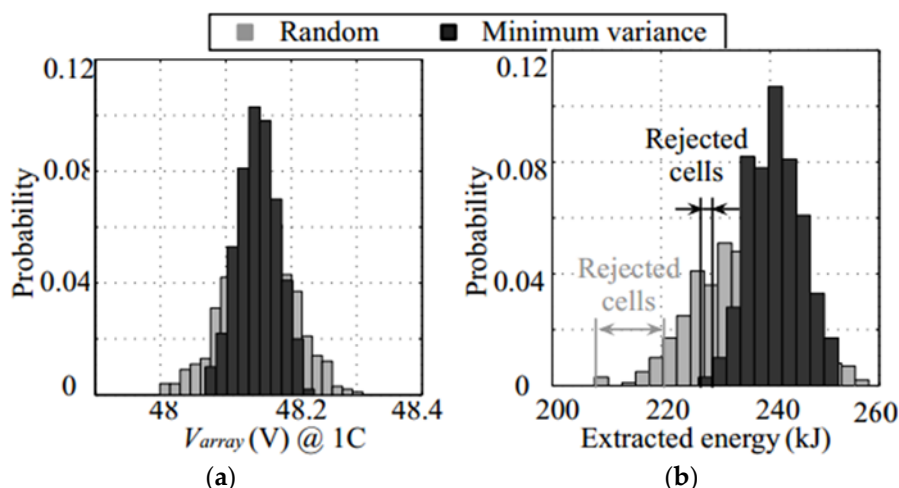 Random Minimum variance
0.12
0.08
0.04
0
Probability
48 48.2 48.4
Varray (V) @ 1C
(a)
0.12
0.08
0.04
0
Probability
Rejected
cells
Rejected
cells
200 220 240 260
Extracted energy (kJ)
(b)